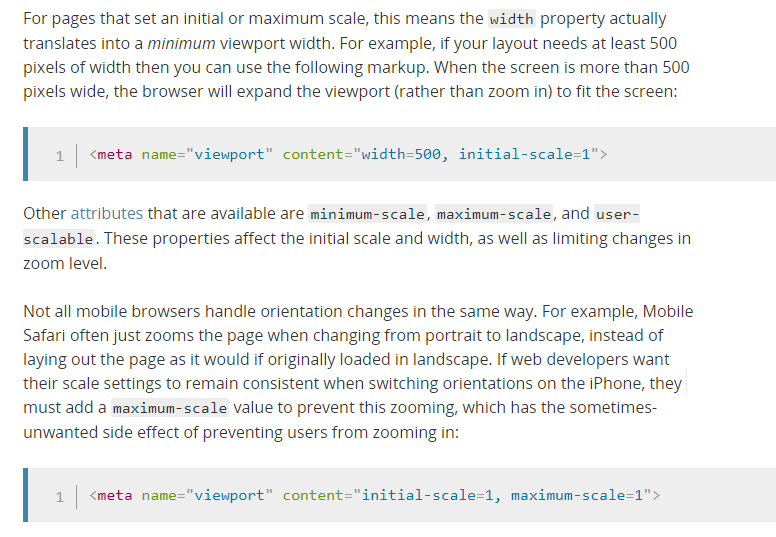 For pages that set an initial or maximum scale, this means the width property actually
translates into a minimum viewport width. For example, if your layout needs at least 500
pixels of width then you can use the following markup. When the screen is more than 500
pixels wide, the browser will expand the viewport (rather than zoom in) to fit the screen:
1 <meta name="viewport" content="width=500, initial-scale=1">
Other attributes that are available are minimum-scale, maximum-scale, and user-
scalable. These properties affect the initial scale and width, as well as limiting changes in
zoom level.
Not all mobile browsers handle orientation changes in the same way. For example, Mobile
Safari often just zooms the page when changing from portrait to landscape, instead of
laying out the page as it would if originally loaded in landscape. If web developers want
their scale settings to remain consistent when switching orientations on the iPhone, they
must add a maximum-scale value to prevent this zooming, which has the sometimes-
unwanted side effect of preventing users from zooming in:
1 <meta name="viewport" content="initial-scale=1, maximum-scale=1">